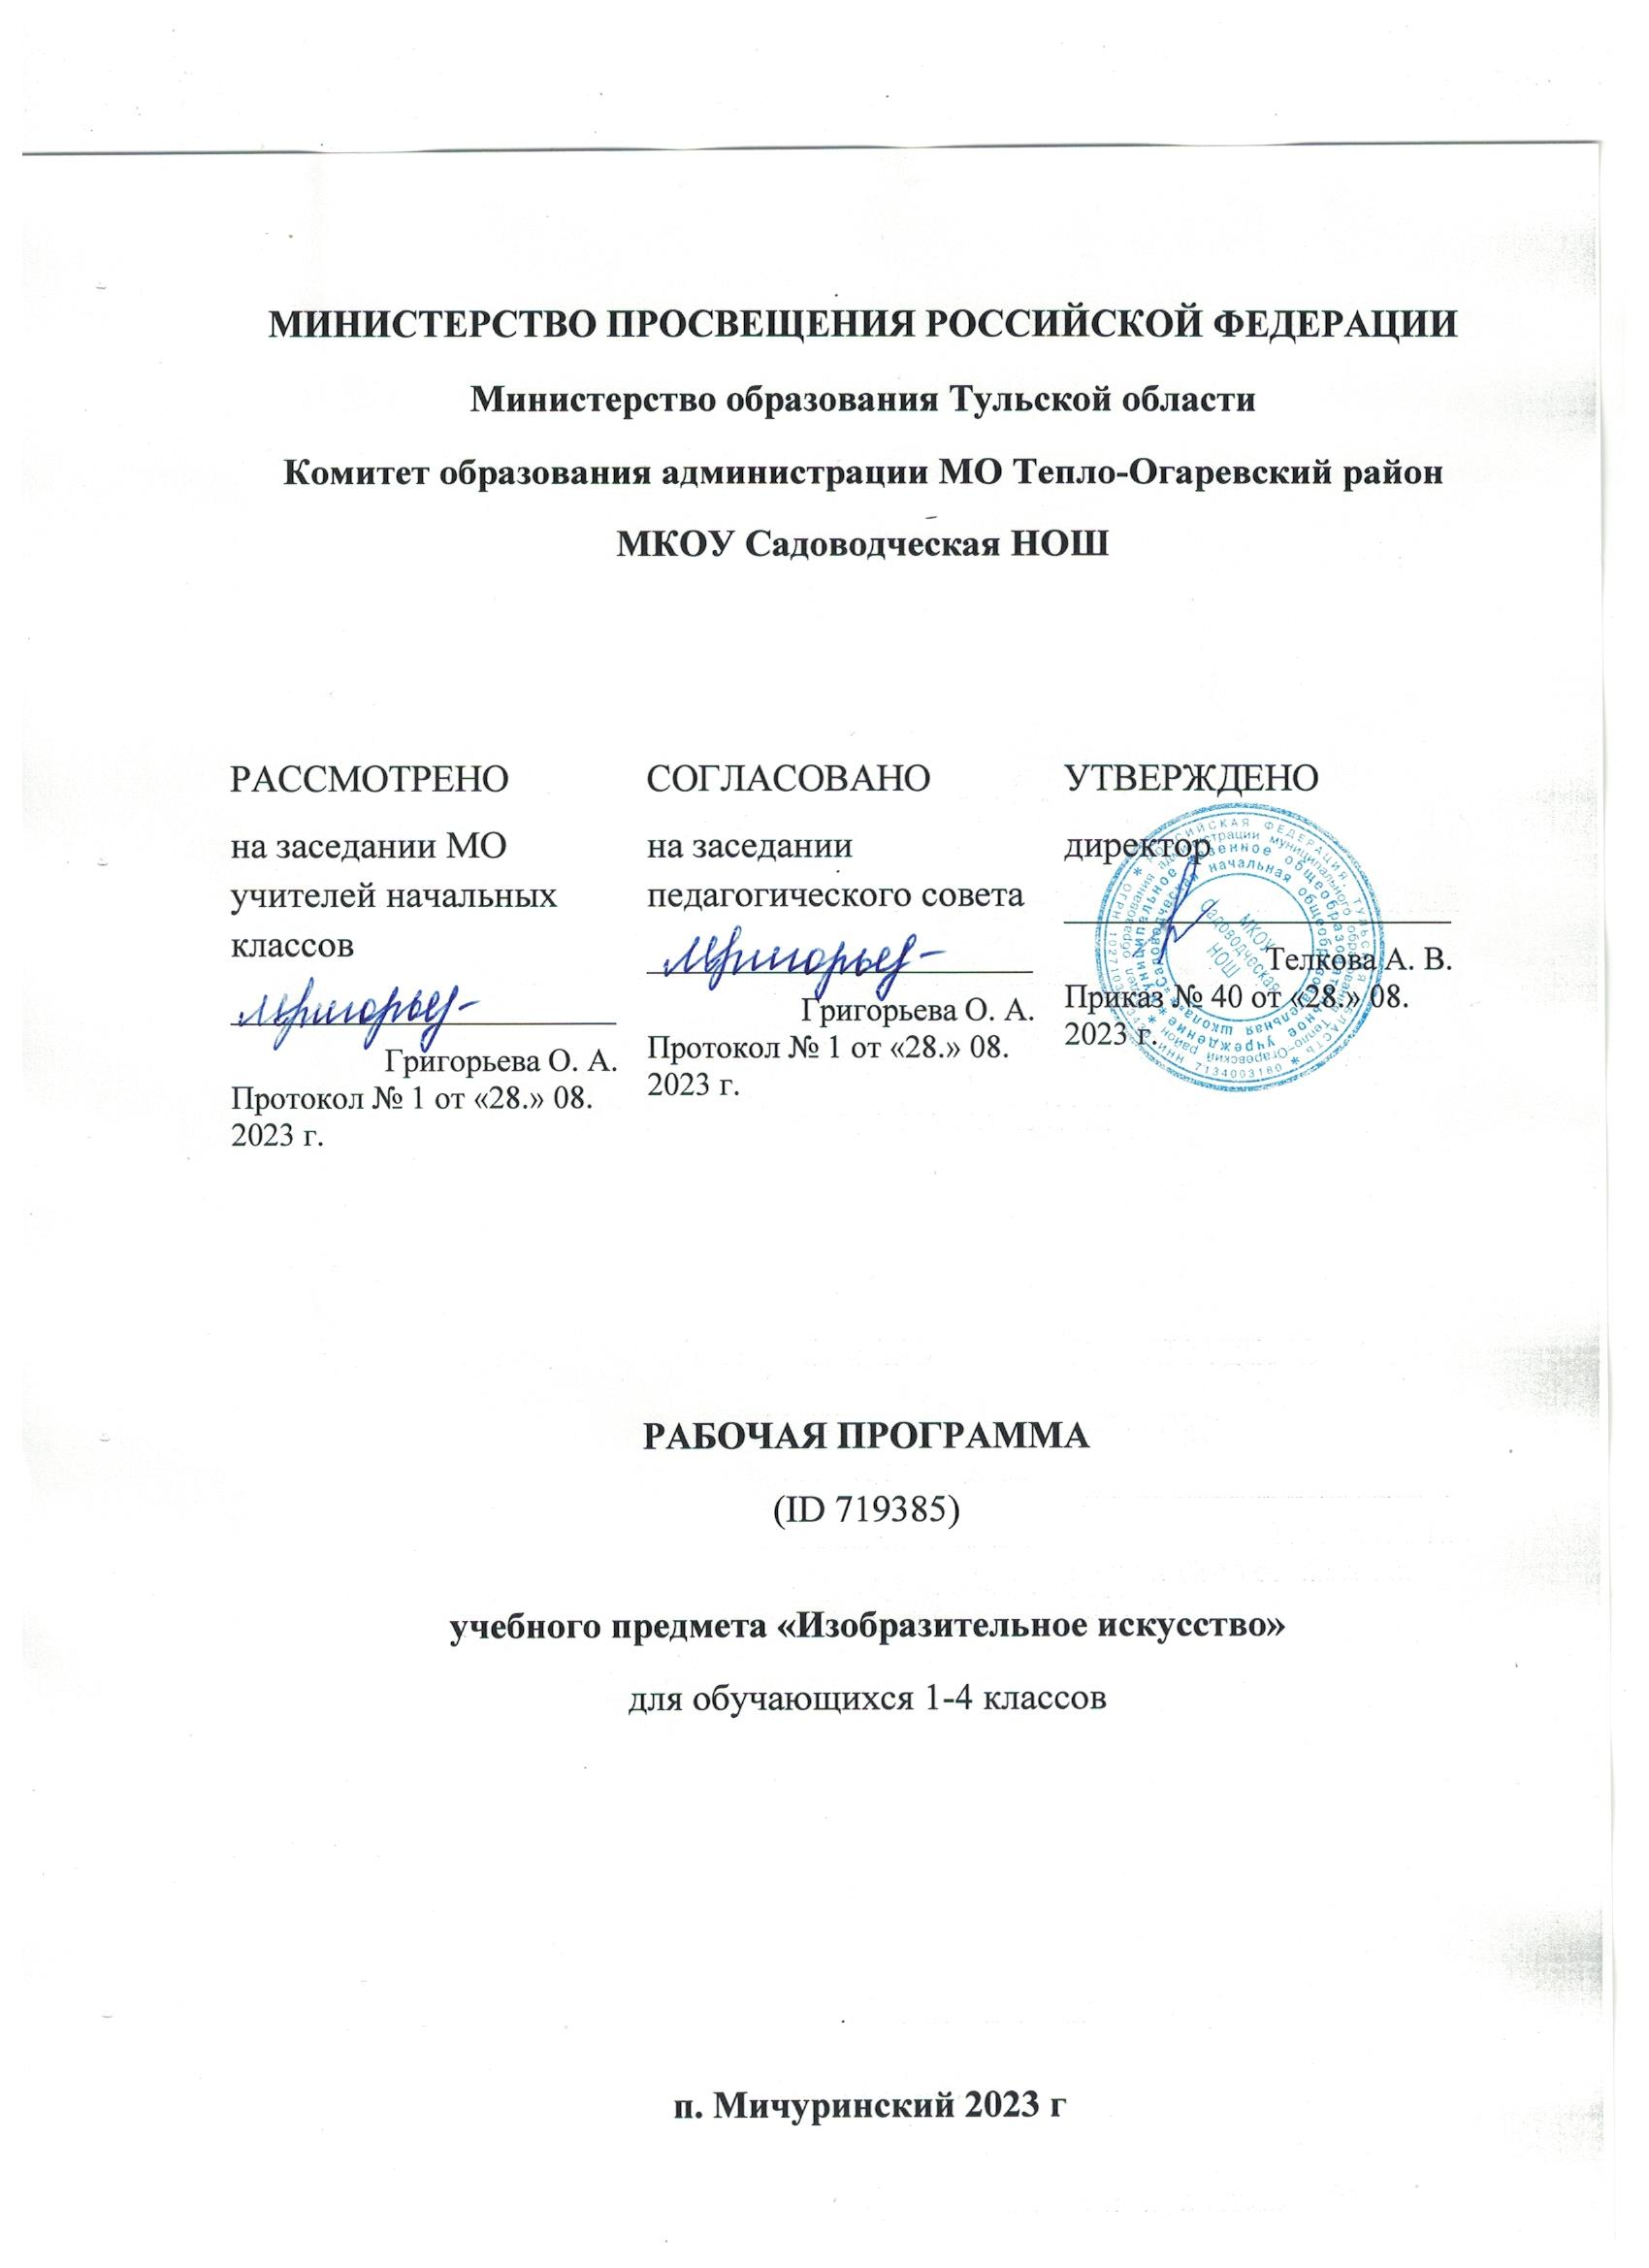 МИНИСТЕРСТВО ПРОСВЕЩЕНИЯ РОССИЙСКОЙ ФЕДЕРАЦИИ
Министерство образования Тульской области
Комитет образования администрации МО Тепло-Огаревский район
МКОУ Садоводческая НОШ
РАССМОТРЕНО
на заседании МО
учителей начальных
классов
Григорьева О. А.
Протокол № 1 от «28.» 08.
2023 г.
СОГЛАСОВАНО
на заседании
педагогического совета
Григорьева О. А.
Протокол № 1 от «28.» 08.
2023 г.
УТВЕРЖДЕНО
директор
Телкова А. В.
Приказ № 40 от «28.» 08.
2023 г.
МКОУ
Садоводческая
НОШ
РАБОЧАЯ ПРОГРАММА
(ID 719385)
учебного предмета «Изобразительное искусство»
для обучающихся 1-4 классов
п. Мичуринский 2023 г